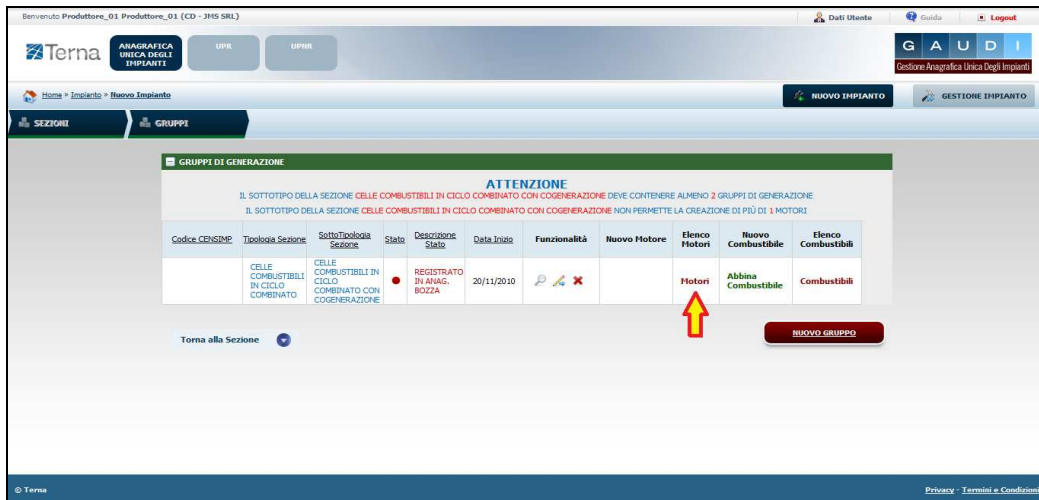 Benvenuto Produttore_01 Produttore_01 (CD - JMS SRL)
Dati Utente
Guida
Logout
Terna
ANAGRAFICA
UNICA DEGLI
IMPIANTI
UPR
UPNR
G A U D I
Gestione Anagrafica Unica Degli Impianti
Home » Impianto » Nuovo Impianto
NUOVO IMPIANTO
GESTIONE IMPIANTO
SEZIONI
GRUPPI
GRUPPI DI GENERAZIONE
ATTENZIONE
IL SOTTOTIPO DELLA SEZIONE CELLE COMBUSTIBILI IN CICLO COMBINATO CON COGENERAZIONE DEVE CONTENERE ALMENO 2 GRUPPI DI GENERAZIONE
IL SOTTOTIPO DELLA SEZIONE CELLE COMBUSTIBILI IN CICLO COMBINATO CON COGENERAZIONE NON PERMETTE LA CREAZIONE DI PIÙ DI 1 MOTORI
Codice CENSIMP
Tipologia Sezione
SottoTipologia
Sezione
Stato
Descrizione
Stato
Data Inizio
Funzionalità
Nuovo Motore
Elenco
Motori
Nuovo
Combustibile
Elenco
Combustibili
CELLE
COMBUSTIBILI
IN CICLO
COMBINATO
CELLE
COMBUSTIBILI IN
CICLO
COMBINATO CON
COGENERAZIONE
REGISTRATO
IN ANAG.
BOZZA
20/11/2010
Motori
Abbina
Combustibile
Combustibili
Torna alla Sezione
NUOVO GRUPPO
© Terna
Privacy - Termini e Condizioni